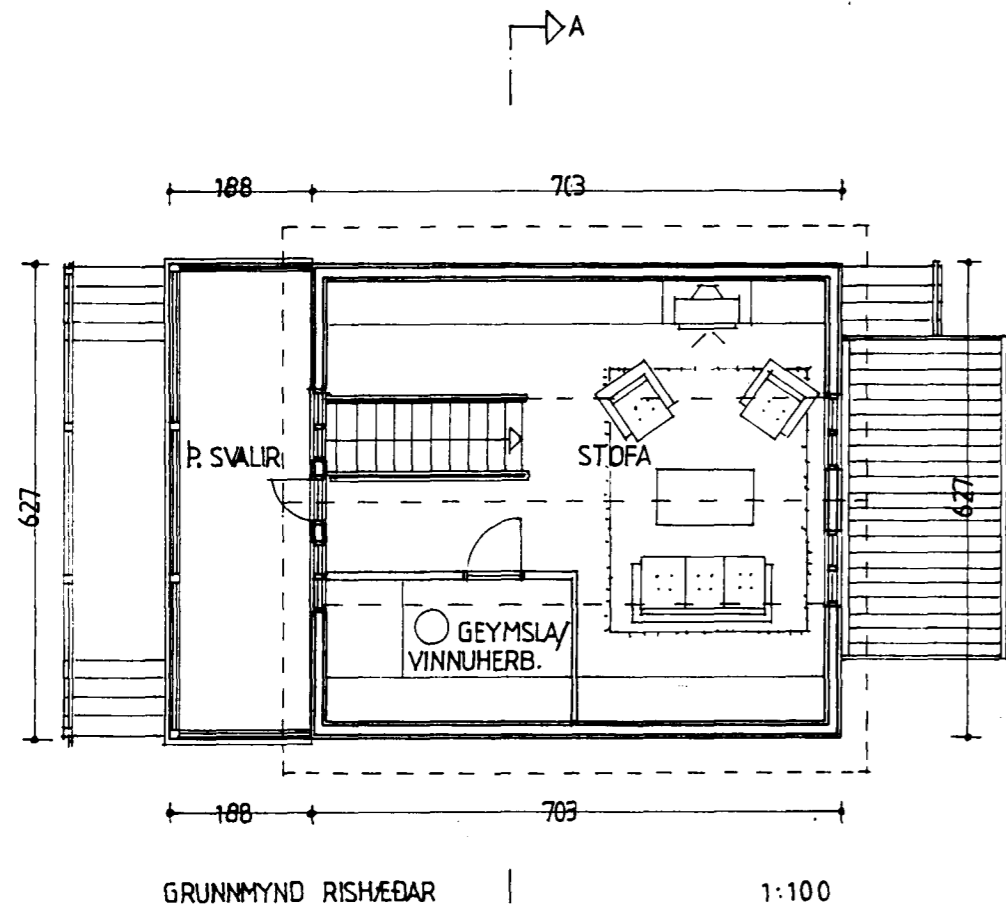 A
188
703
Þ. SVALIR
STOFA
627
627
GEYMSLA/
VINNUHERB.
188
703
GRUNNMYND RISHÆÐAR
1:100